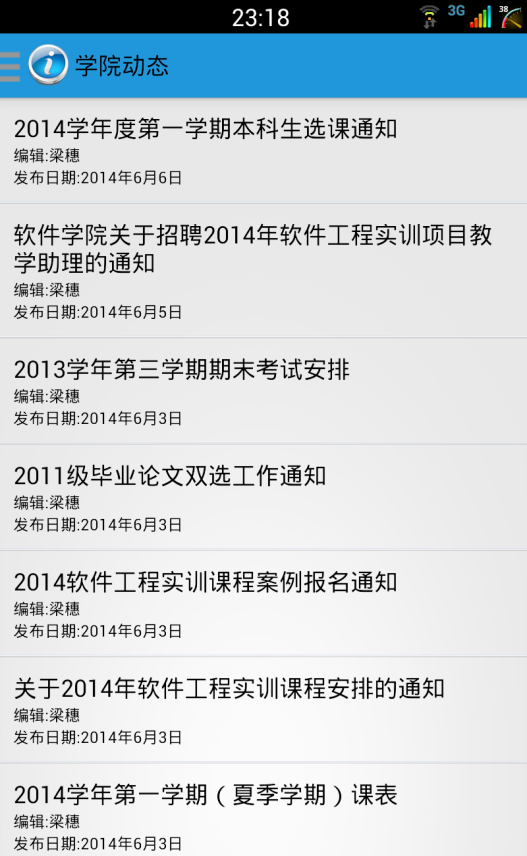 23:18
3G
38
学院动态
2014学年度第一学期本科生选课通知
编辑:梁穗
发布日期:2014年6月6日
软件学院关于招聘2014年软件工程实训项目教
学助理的通知
编辑:梁穗
发布日期:2014年6月5日
2013学年第三学期期末考试安排
编辑:梁穗
发布日期:2014年6月3日
2011级毕业论文双选工作通知
编辑:梁穗
发布日期:2014年6月3日
2014软件工程实训课程案例报名通知
编辑:梁穗
发布日期:2014年6月3日
关于2014年软件工程实训课程安排的通知
编辑:梁穗
发布日期:2014年6月3日
2014学年第一学期（夏季学期）课表
编辑:梁穗
发布日期:2014年6月3日